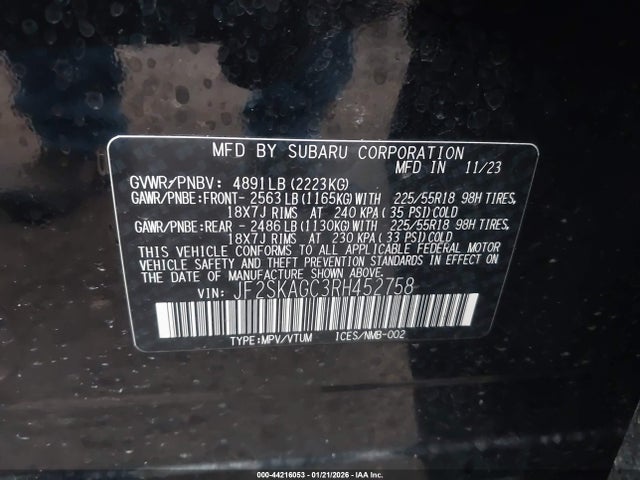 MFD BY SUBARU CORPORATION
MFD IN 11/23
GVWR/PNBV: 4891LB(2223KG)
GAWR/PNBE:FRONT- 2563LB(1165KG)WITH 225/55R18 98H TIRES,
18X7J RIMS AT 240 KPA(35 PSI)COLD
GAWR/PNBE:REAR - 2486LB(1130KG)WITH 225/55R18 98H TIRES,
18X7J RIMS AT 230 KPA(33 PSI)COLD
THIS VEHICLE CONFORMS TO ALL APPLICABLE FEDERAL MOTOR
VEHICLE SAFETY AND THEFT PREVENTION STANDARDS IN EFFECT ON
THE DATE OF MANUFACTURE SHOWN ABOVE.
VIN: JF2SKAGC3RH452758
TYPE:MPV/VTUM ICES/NMB-002
000-44216053 — 01/21/2026 — IAA Inc.